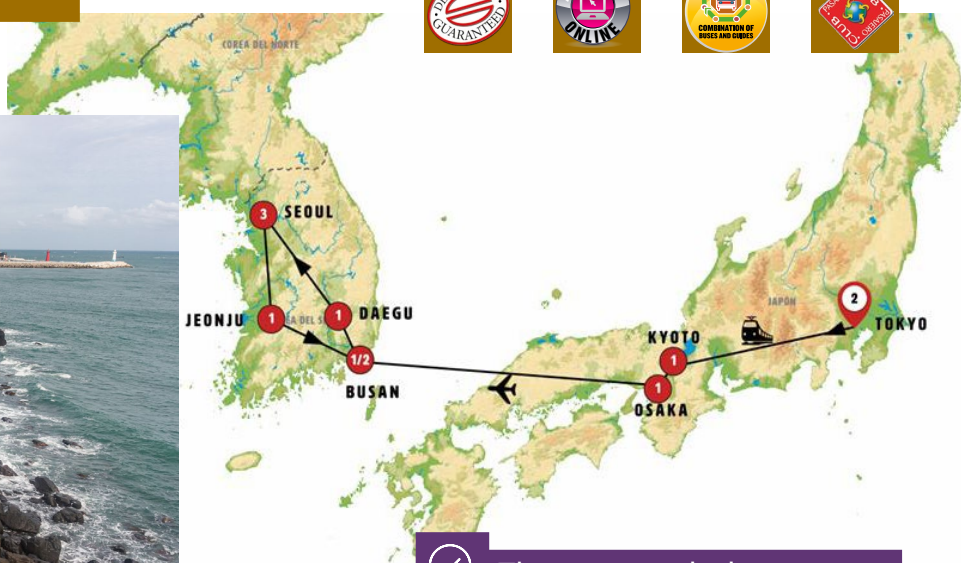 GUARANTEED
ONLINE
COMBINATION OF
BUSES AND GUIDES
CLUB
COREA DEL NORTE
3
SEOUL
JEONJU
1
1
DAEGU
1/2
BUSAN
JAPÓN
2
TOKYO
KYOTO
1
1
OSAKA